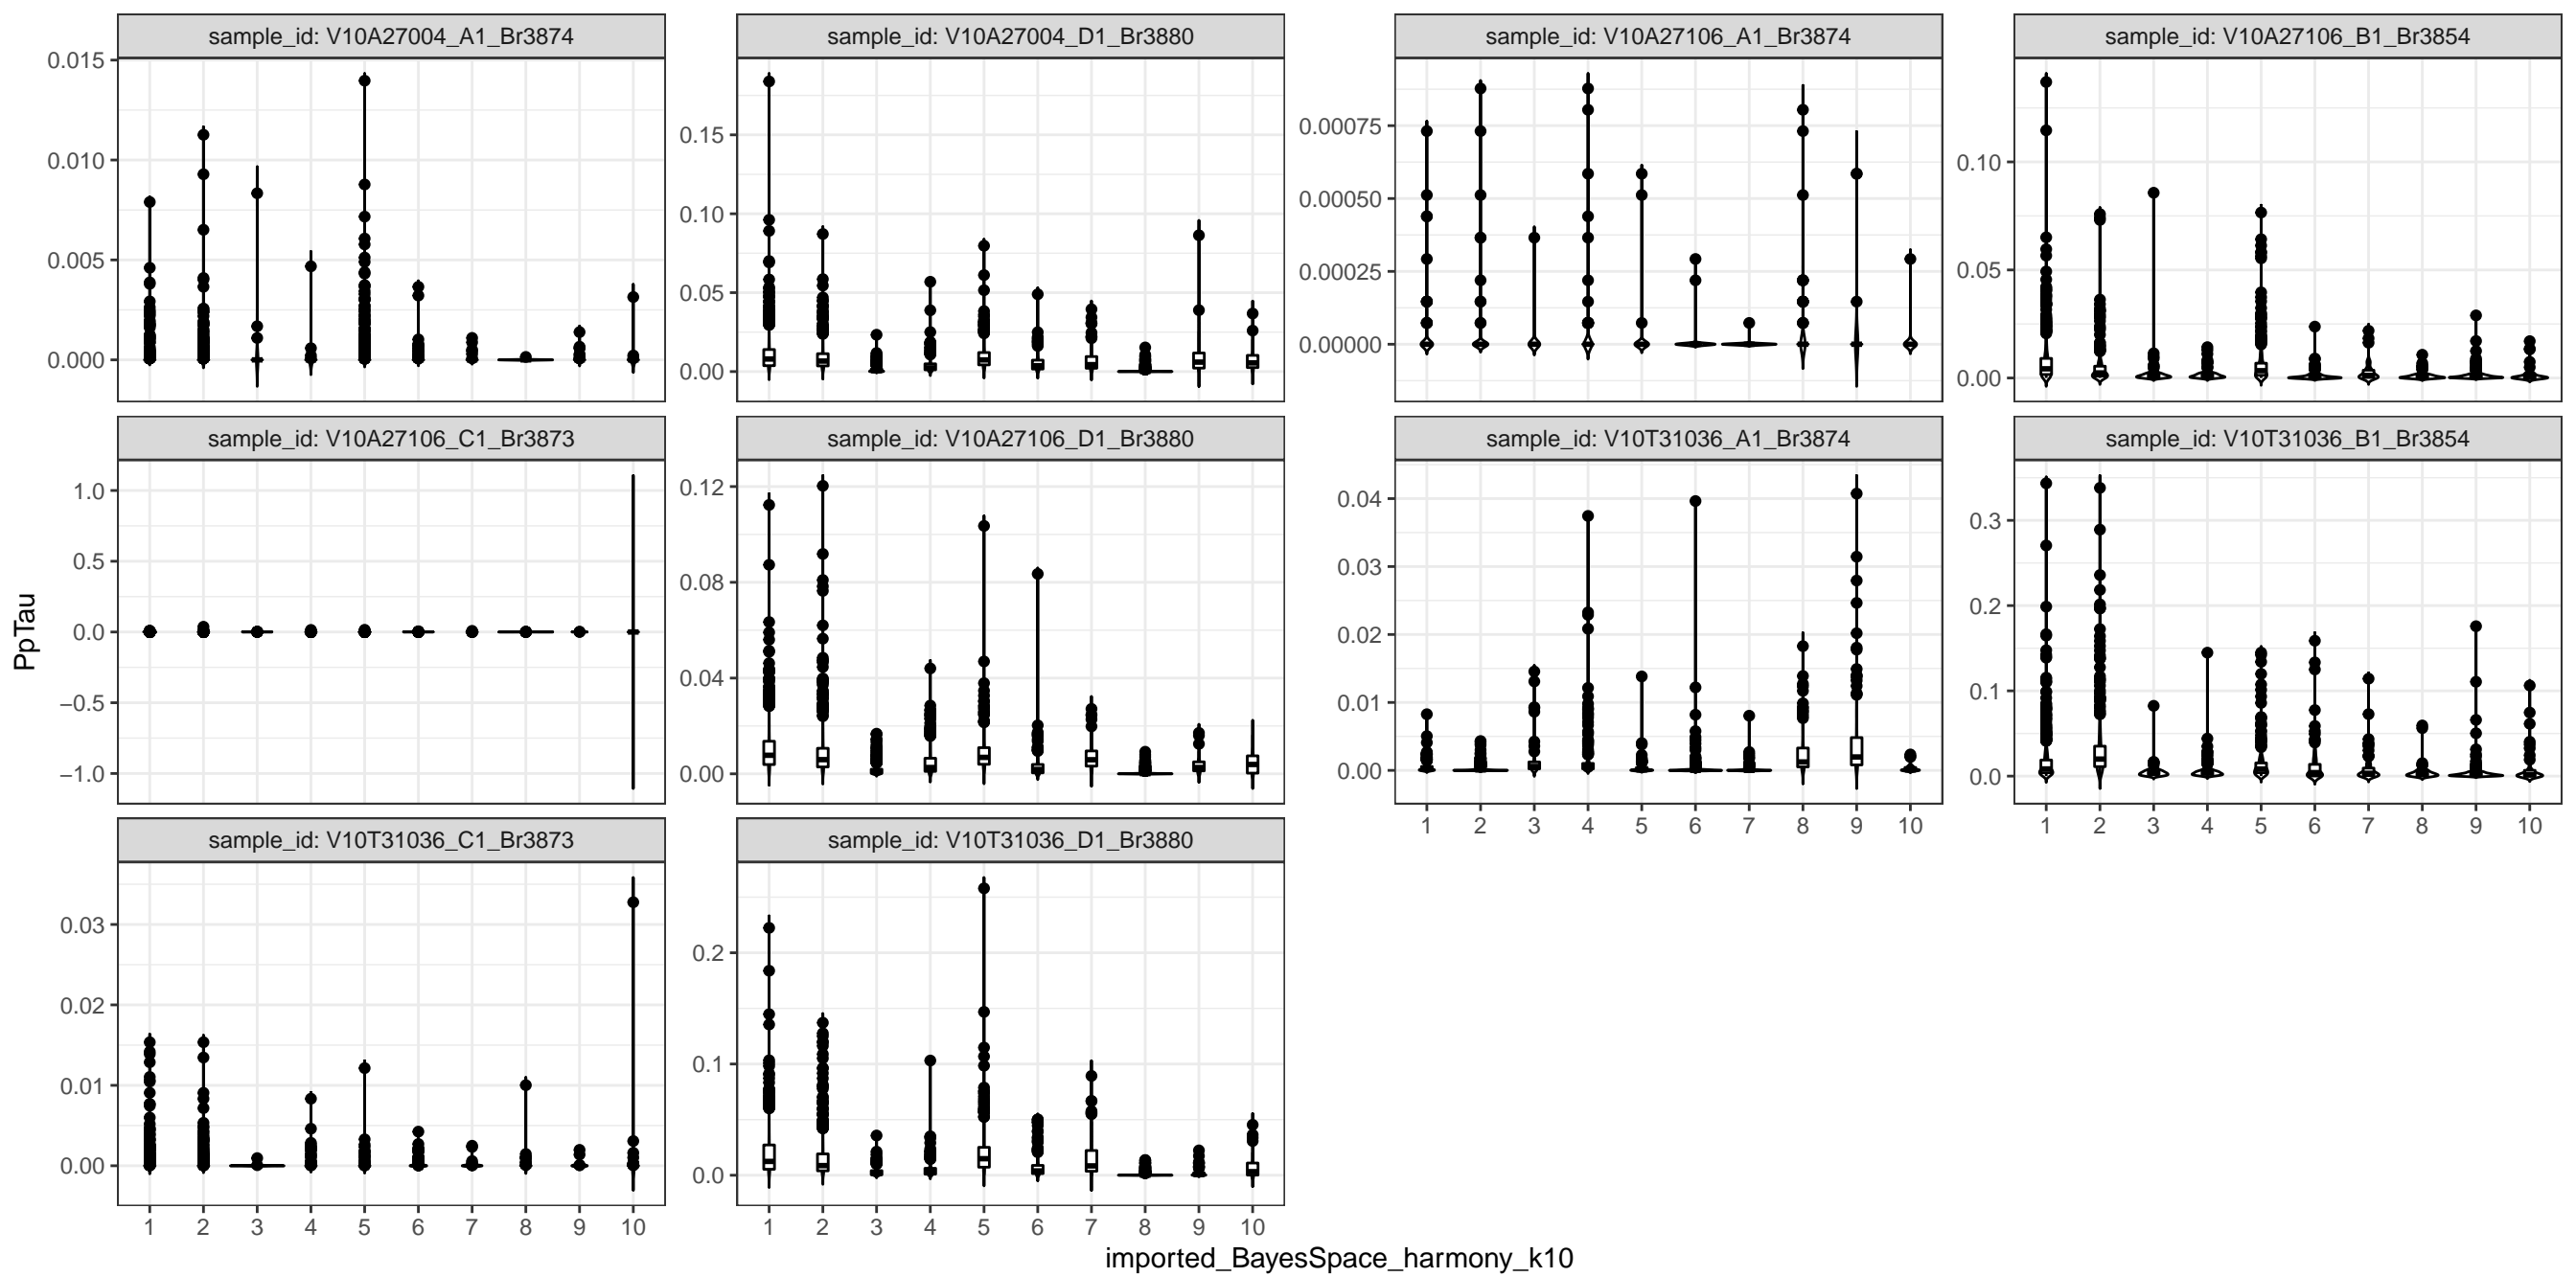 sample_id: V10A27004_A1_Br3874
sample_id: V10A27004_D1_Br3880
sample_id: V10A27106_A1_Br3874
sample_id: V10A27106_B1_Br3854
0.015
0.010
0.005
0.000
0.15
0.10
0.05
0.00
0.00075
0.00050
0.00025
0.00000
0.10
0.05
0.00
sample_id: V10A27106_C1_Br3873
sample_id: V10A27106_D1_Br3880
sample_id: V10T31036_A1_Br3874
sample_id: V10T31036_B1_Br3854
1.0
0.5
0.0
−0.5
−1.0
0.12
0.08
0.04
0.00
0.04
0.03
0.02
0.01
0.00
0.3
0.2
0.1
0.0
1 2 3 4 5 6 7 8 9 10
1 2 3 4 5 6 7 8 9 10
PpTau
sample_id: V10T31036_C1_Br3873
sample_id: V10T31036_D1_Br3880
0.03
0.02
0.01
0.00
0.2
0.1
0.0
1 2 3 4 5 6 7 8 9 10
1 2 3 4 5 6 7 8 9 10
imported_BayesSpace_harmony_k10